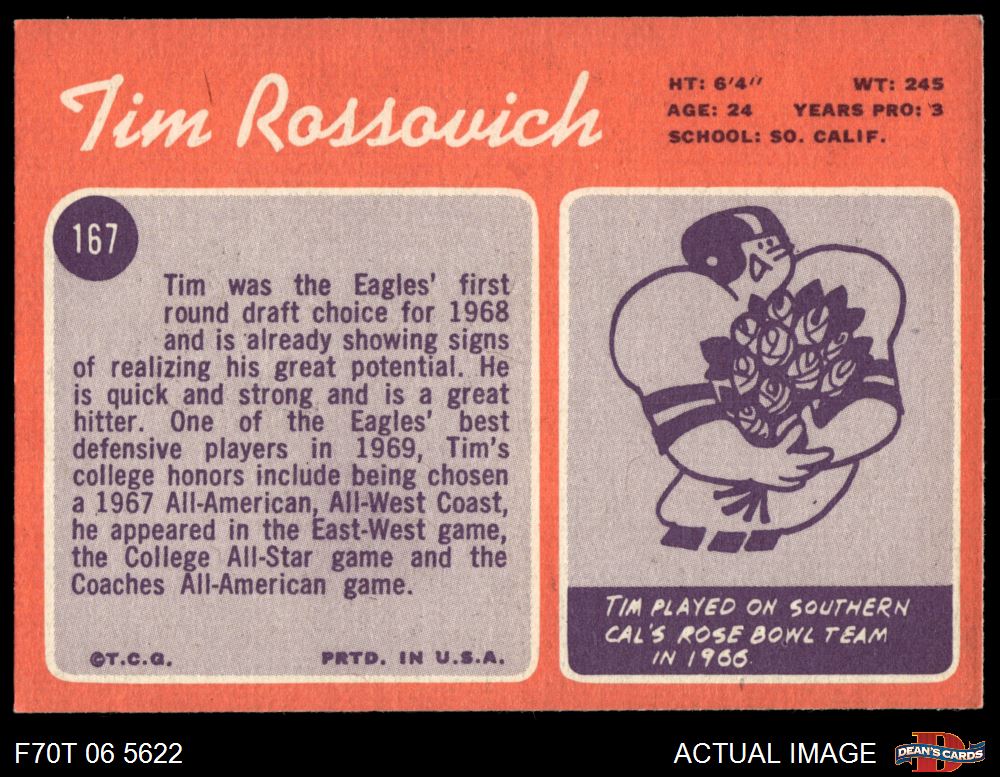 Tim Rossovich
HT: 6'4" WT: 245
AGE: 24 YEARS PRO: 3
SCHOOL: SO. CALIF.
167
Tim was the Eagles' first
round draft choice for 1968
and is already showing signs
of realizing his great potential. He
is quick and strong and is a great
hitter. One of the Eagles' best
defensive players in 1969, Tim's
college honors include being chosen
a 1967 All-American, All-West Coast,
he appeared in the East-West game,
the College All-Star game and the
Coaches All-American game.
©T.C.G. PRTD. IN U.S.A.
TIM PLAYED ON SOUTHERN
CAL'S ROSE BOWL TEAM
IN 1966.
F70T 06 5622
ACTUAL IMAGE
DEAN'S CARDS